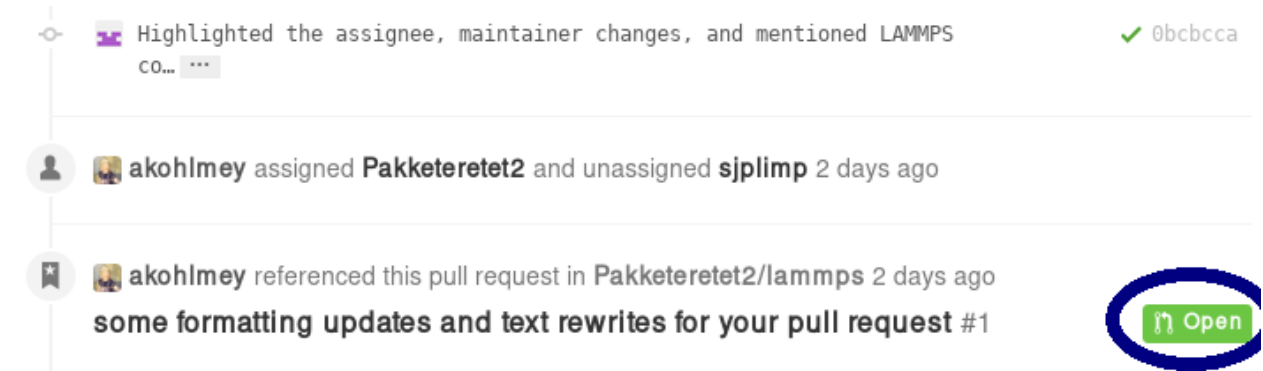 Highlighted the assignee, maintainer changes, and mentioned LAMMPS 0bcbcca
co… ...
akohlmey assigned Pakketeretet2 and unassigned sjplimp 2 days ago
akohlmey referenced this pull request in Pakketeretet2/lammps 2 days ago
some formatting updates and text rewrites for your pull request #1 Open